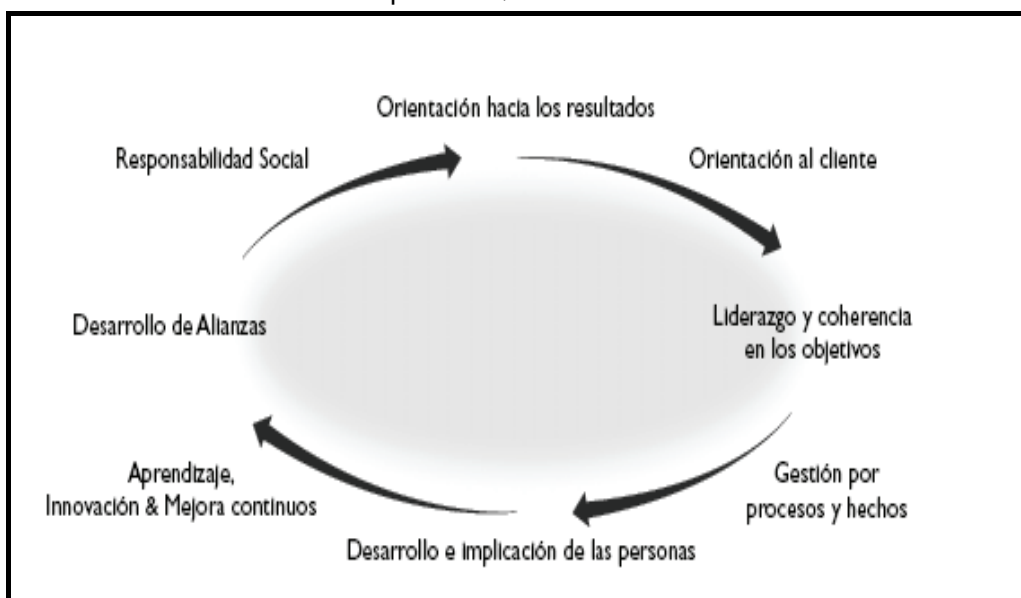 Orientación hacia los resultados
Responsabilidad Social
Orientación al cliente
Desarrollo de Alianzas
Liderazgo y coherencia
en los objetivos
Aprendizaje,
Innovación & Mejora continuos
Gestión por
procesos y hechos
Desarrollo e implicación de las personas